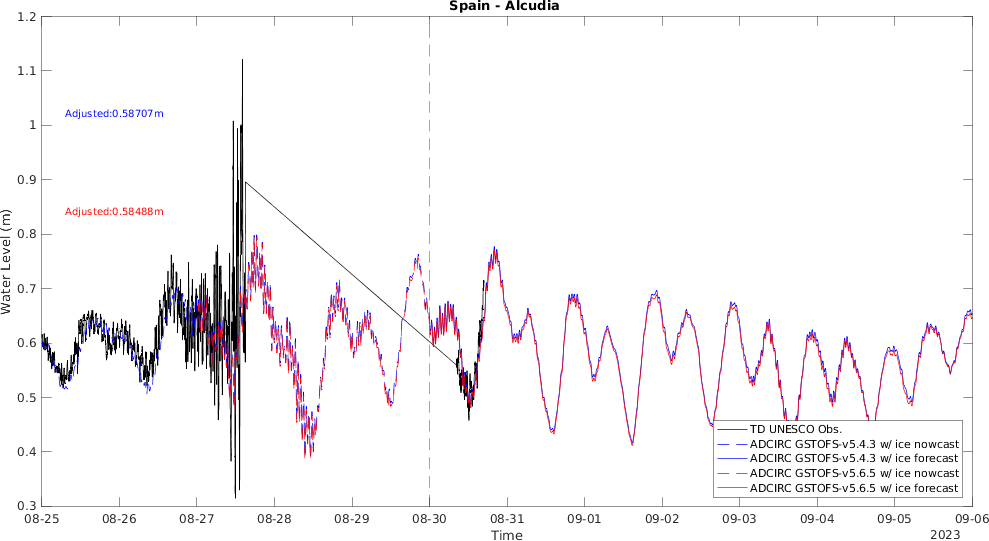 Spain - Alcudia
1.2
1.1
1
0.9
0.8
0.7
0.6
0.5
0.4
0.3
Water Level (m)
Adjusted:0.58707m
Adjusted:0.58488m
TD UNESCO Obs.
ADCIRC GSTOFS-v5.4.3 w/ ice nowcast
ADCIRC GSTOFS-v5.4.3 w/ ice forecast
ADCIRC GSTOFS-v5.6.5 w/ ice nowcast
ADCIRC GSTOFS-v5.6.5 w/ ice forecast
08-25 08-26 08-27 08-28 08-29 08-30 08-31 09-01 09-02 09-03 09-04 09-05 09-06
Time
2023